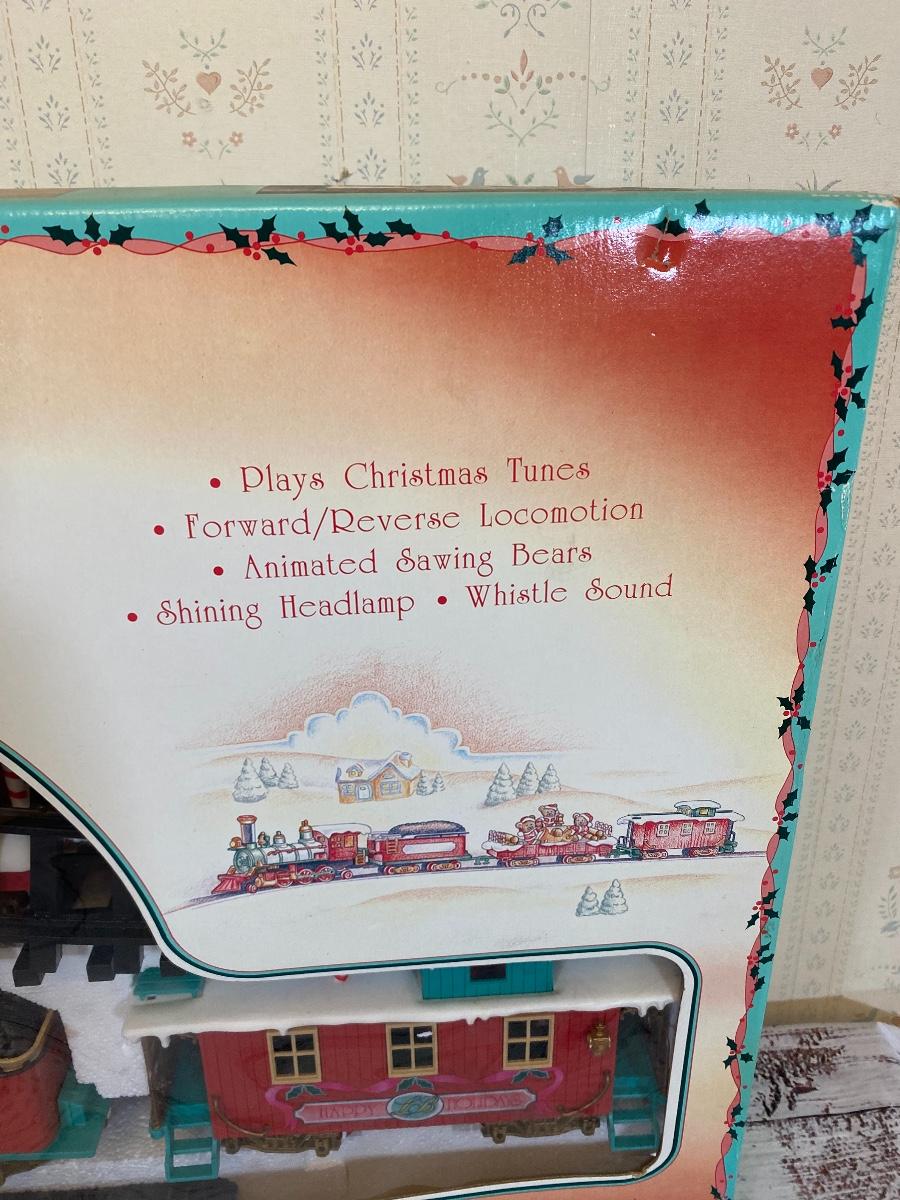 • Plays Christmas Tunes
• Forward/Reverse Locomotion
• Animated Sawing Bears
• Shining Headlamp • Whistle Sound
HAPPY HOLIDAYS